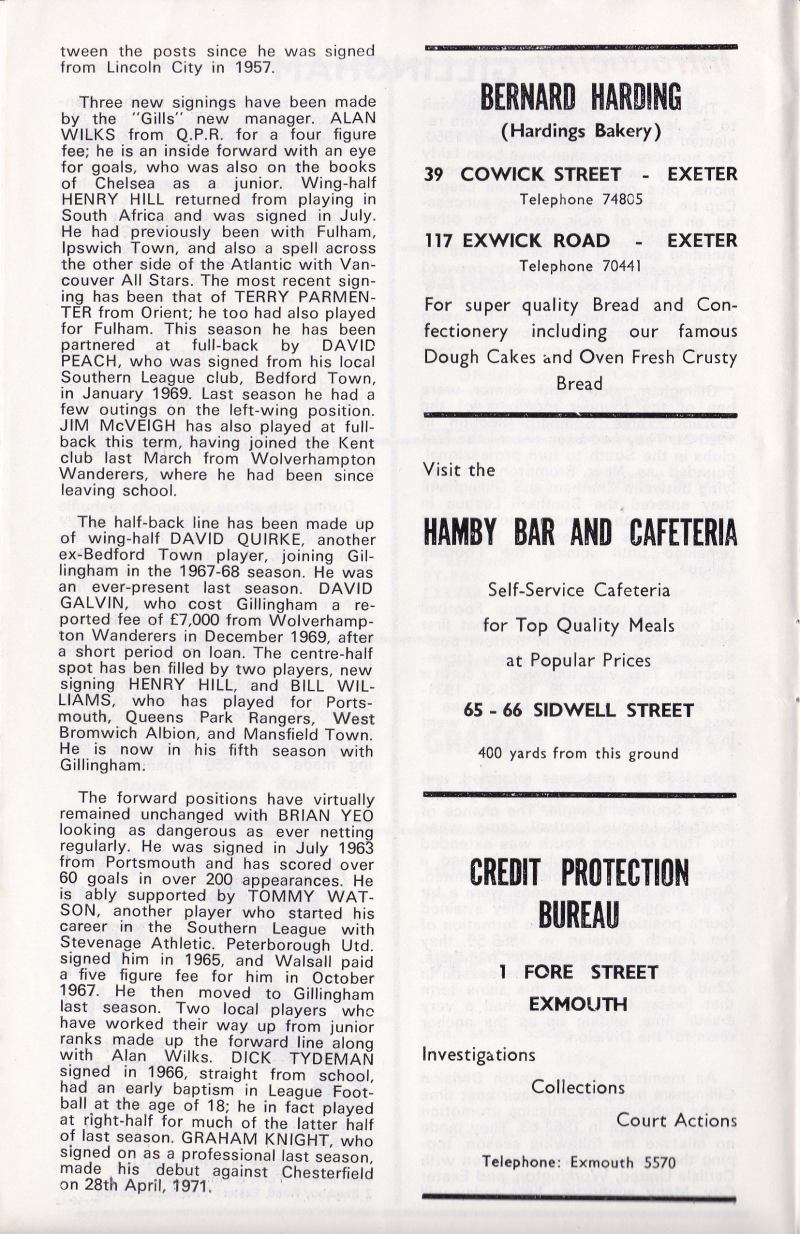 tween the posts since he was signed
from Lincoln City in 1957.
Three new signings have been made
by the "Gills" new manager. ALAN
WILKS from Q.P.R. for a four figure
fee; he is an inside forward with an eye
for goals, who was also on the books
of Chelsea as a junior. Wing-half
HENRY HILL returned from playing in
South Africa and was signed in July.
He had previously been with Fulham,
Ipswich Town, and also a spell across
the other side of the Atlantic with Van-
couver All Stars. The most recent sign-
ing has been that of TERRY PARMEN-
TER from Orient; he too had also played
for Fulham. This season he has been
partnered at full-back by DAVID
PEACH, who was signed from his local
Southern League club, Bedford Town,
in January 1969. Last season he had a
few outings on the left-wing position.
JIM McVEIGH has also played at full-
back this term, having joined the Kent
club last March from Wolverhampton
Wanderers, where he had been since
leaving school.
The half-back line has been made up
of wing-half DAVID QUIRKE, another
ex-Bedford Town player, joining Gil-
lingham in the 1967-68 season. He was
an ever-present last season. DAVID
GALVIN, who cost Gillingham a re-
ported fee of £7,000 from Wolverhamp-
ton Wanderers in December 1969, after
a short period on loan. The centre-half
spot has ben filled by two players, new
signing HENRY HILL, and BILL WIL-
LIAMS, who has played for Ports-
mouth, Queens Park Rangers, West
Bromwich Albion, and Mansfield Town.
He is now in his fifth season with
Gillingham.
The forward positions have virtually
remained unchanged with BRIAN YEO
looking as dangerous as ever netting
regularly. He was signed in July 1963
from Portsmouth and has scored over
60 goals in over 200 appearances. He
is ably supported by TOMMY WAT-
SON, another player who started his
career in the Southern League with
Stevenage Athletic. Peterborough Utd.
signed him in 1965, and Walsall paid
a five figure fee for him in October
1967. He then moved to Gillingham
last season. Two local players who
have worked their way up from junior
ranks made up the forward line along
with Alan Wilks. DICK TYDEMAN
signed in 1966, straight from school,
had an early baptism in League Foot-
ball at the age of 18; he in fact played
at right-half for much of the latter half
of last season. GRAHAM KNIGHT, who
signed on as a professional last season,
made his debut against Chesterfield
on 28th April, 1971.
BERNARD HARDING
(Hardings Bakery)
39 COWICK STREET - EXETER
Telephone 74805
117 EXWICK ROAD - EXETER
Telephone 70441
For super quality Bread and Con-
fectionery including our famous
Dough Cakes and Oven Fresh Crusty
Bread
Visit the
HAMBY BAR AND CAFETERIA
Self-Service Cafeteria
for Top Quality Meals
at Popular Prices
65 - 66 SIDWELL STREET
400 yards from this ground
CREDIT PROTECTION
BUREAU
1 FORE STREET
EXMOUTH
Investigations
Collections
Court Actions
Telephone: Exmouth 5570